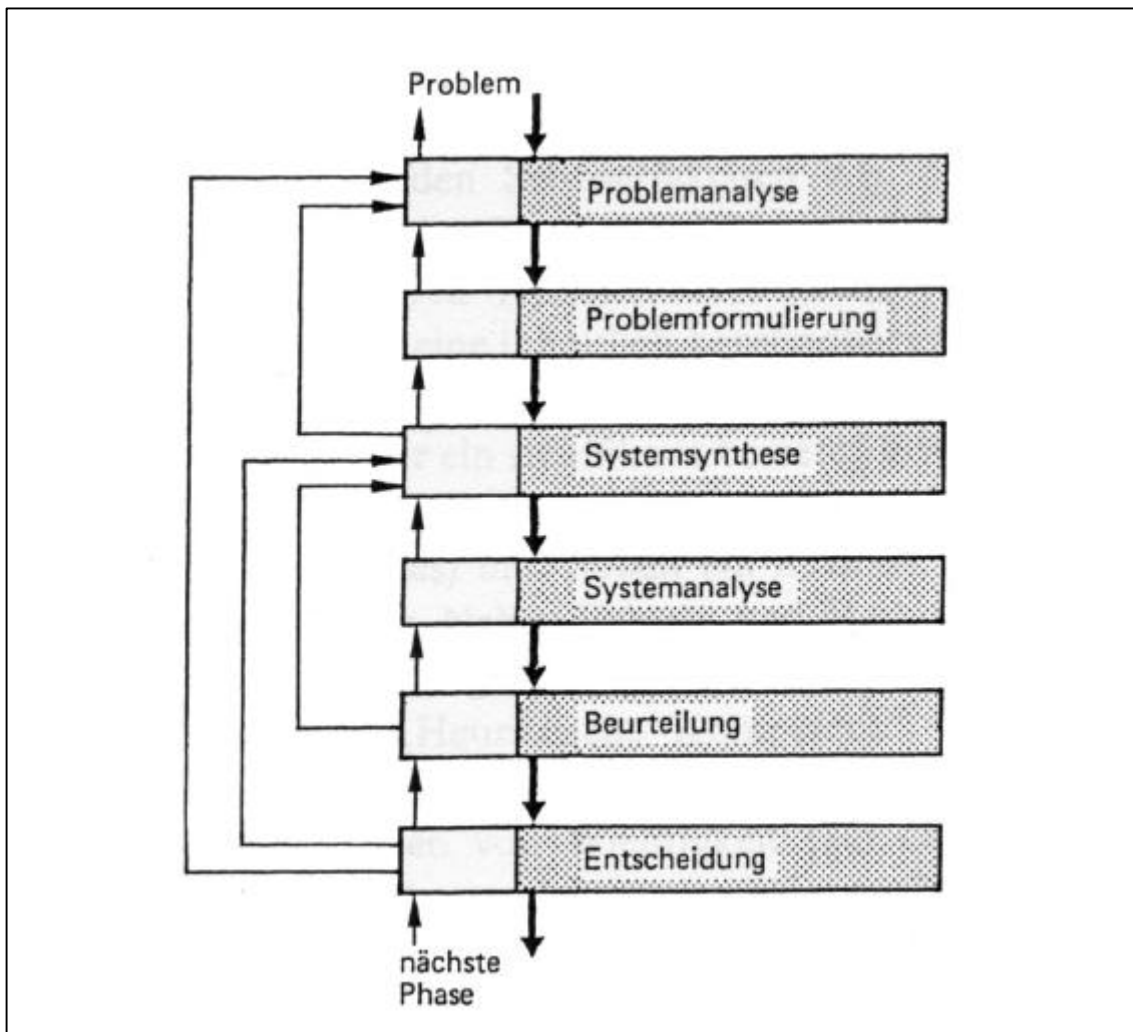 Problem
Problemanalyse
Problemformulierung
Systemsynthese
Systemanalyse
Beurteilung
Entscheidung
nächste
Phase